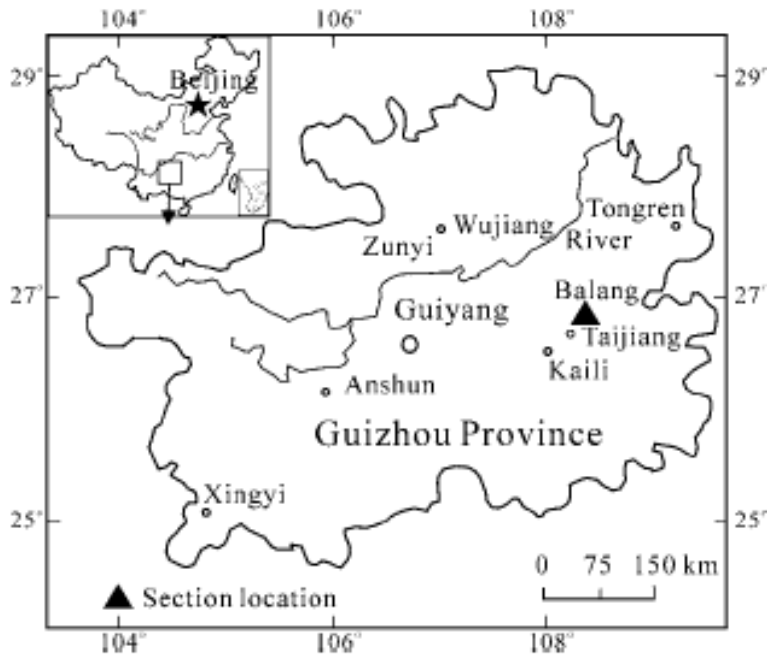 104° 106° 108°
29° 29°
Beijing
Tongren
Wujiang
Zunyi River
27° Balang 27°
Guiyang
Taijiang
Kaili
Anshun
Guizhou Province
Xingyi
25° 25°
0 75 150 km
Section location
104° 106° 108°